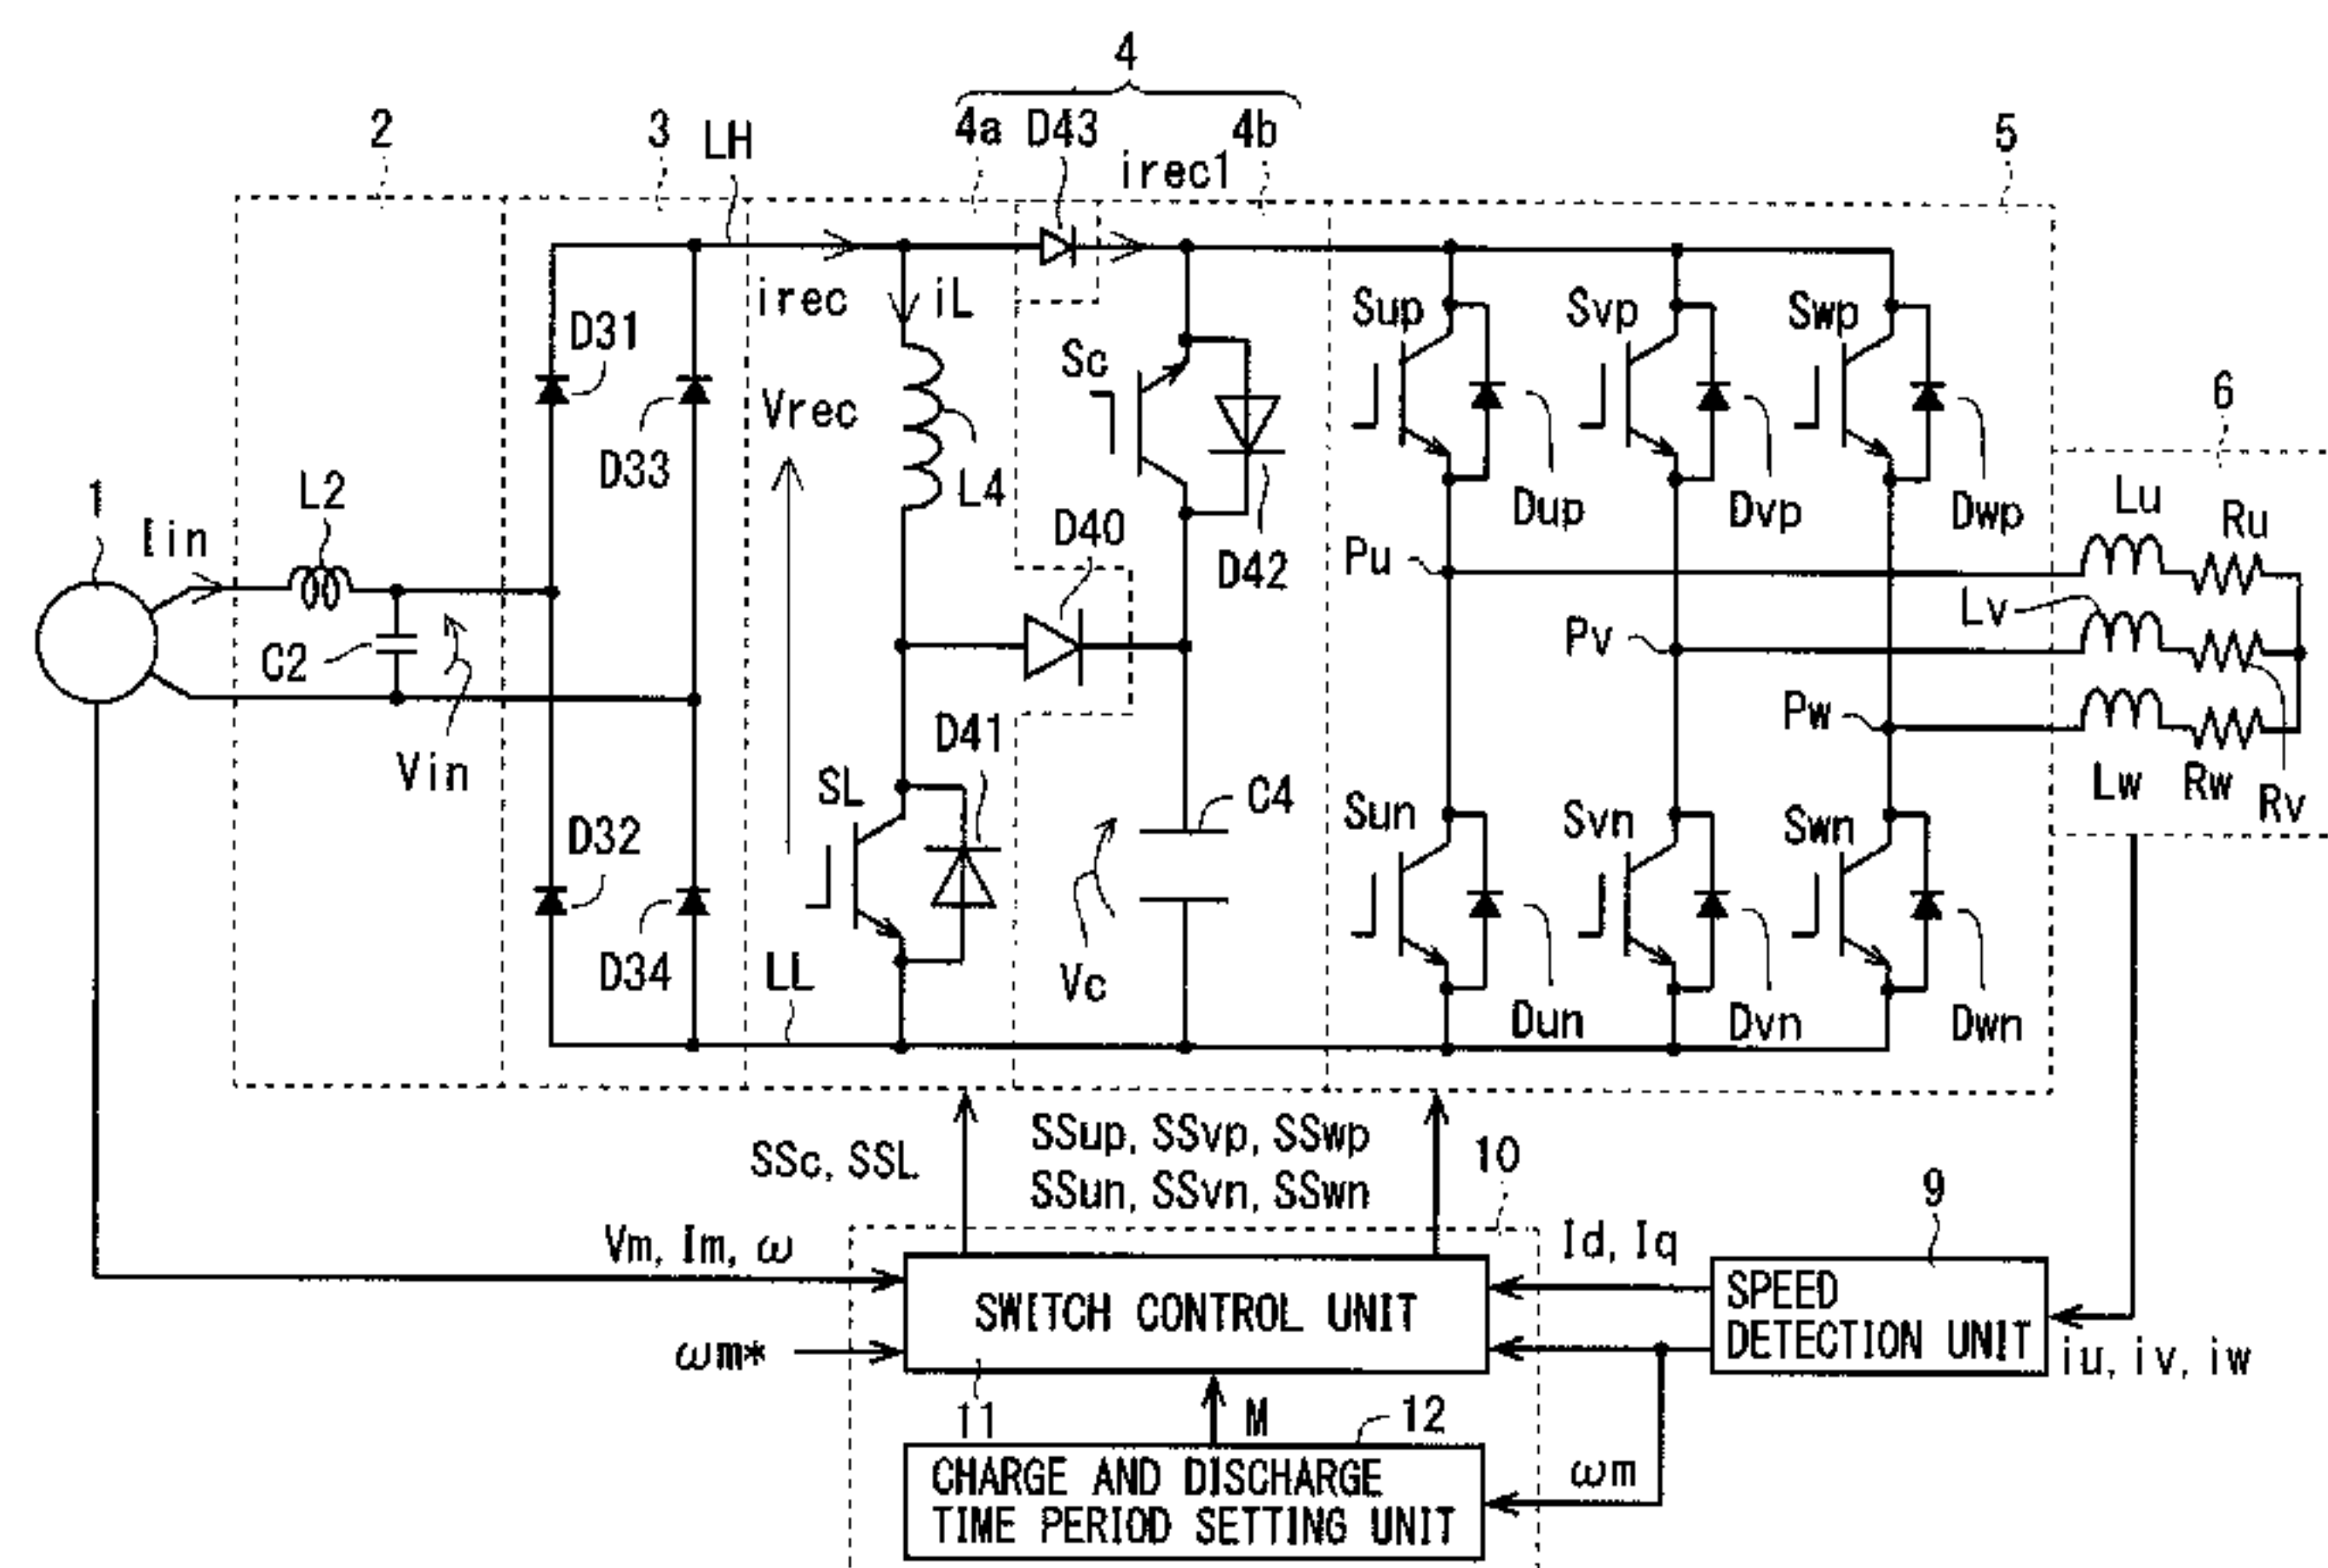 4
2
3
LH
4a
D43
4b
5
irec1
irec
iL
D31
Vrec
D33
L4
Sc
D42
D40
Sup
Svp
Swp
Dup
Dvp
Dwp
6
1
Iin
L2
C2
Vin
Pu
Pv
Pw
Lu
Ru
Lv
Lw
Rw
Rv
D41
SL
C4
Vc
D32
D34
LL
Sun
Svn
Swn
Dun
Dvn
Dwn
SSc, SSL
SSup, SSvp, SSwp
SSun, SSvn, SSwn
10
9
Vm, Im, ω
ωm*
SWITCH CONTROL UNIT
Id, Iq
SPEED
DETECTION UNIT
iu, iv, iw
11
M
12
CHARGE AND DISCHARGE
TIME PERIOD SETTING UNIT
ωm